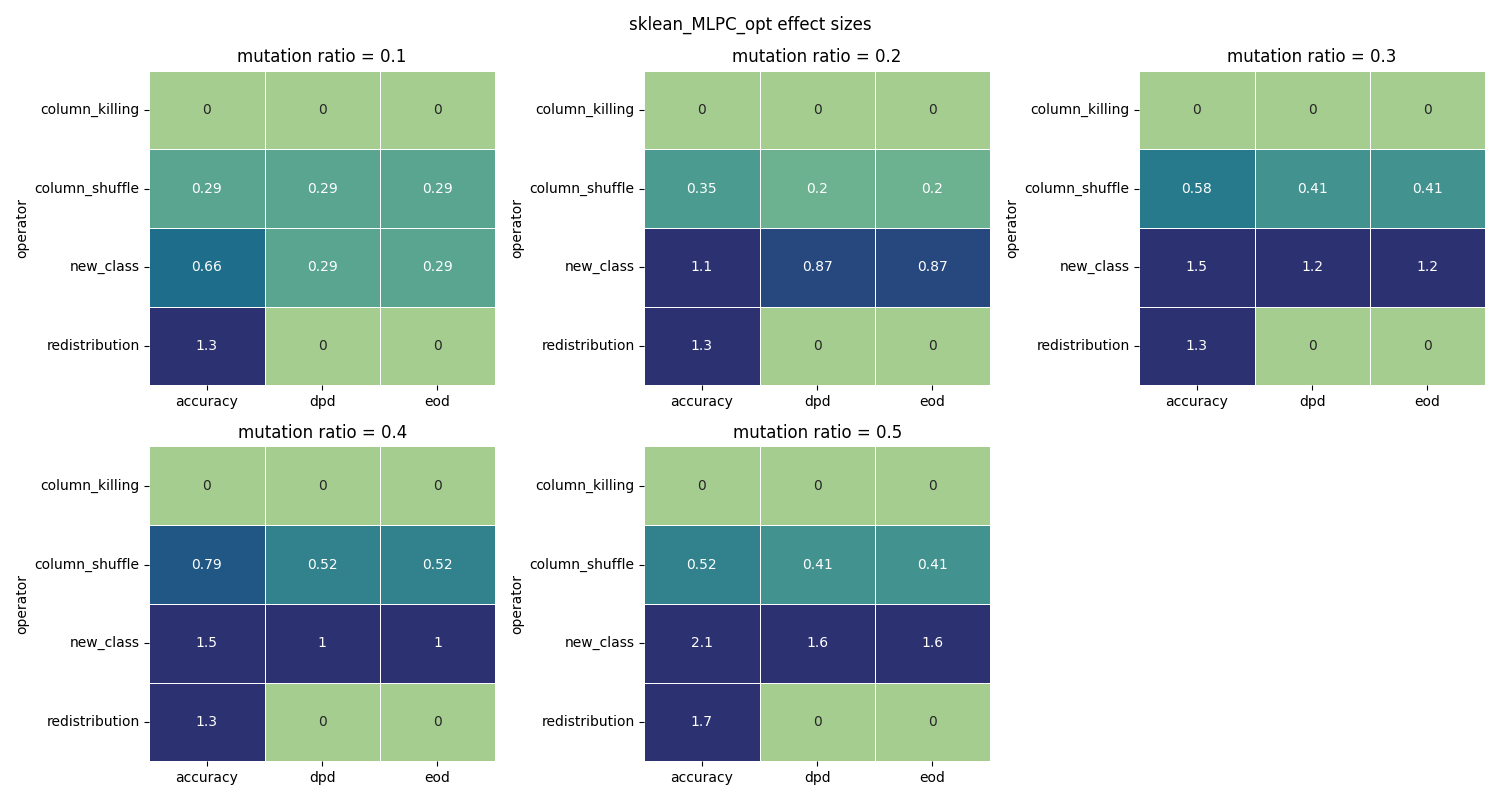 sklean_MLPC_opt effect sizes
mutation ratio = 0.1
operator
column_killing 0 0 0
column_shuffle 0.29 0.29 0.29
new_class 0.66 0.29 0.29
redistribution 1.3 0 0
accuracy dpd eod
mutation ratio = 0.2
operator
column_killing 0 0 0
column_shuffle 0.35 0.2 0.2
new_class 1.1 0.87 0.87
redistribution 1.3 0 0
accuracy dpd eod
mutation ratio = 0.3
operator
column_killing 0 0 0
column_shuffle 0.58 0.41 0.41
new_class 1.5 1.2 1.2
redistribution 1.3 0 0
accuracy dpd eod
mutation ratio = 0.4
operator
column_killing 0 0 0
column_shuffle 0.79 0.52 0.52
new_class 1.5 1 1
redistribution 1.3 0 0
accuracy dpd eod
mutation ratio = 0.5
operator
column_killing 0 0 0
column_shuffle 0.52 0.41 0.41
new_class 2.1 1.6 1.6
redistribution 1.7 0 0
accuracy dpd eod